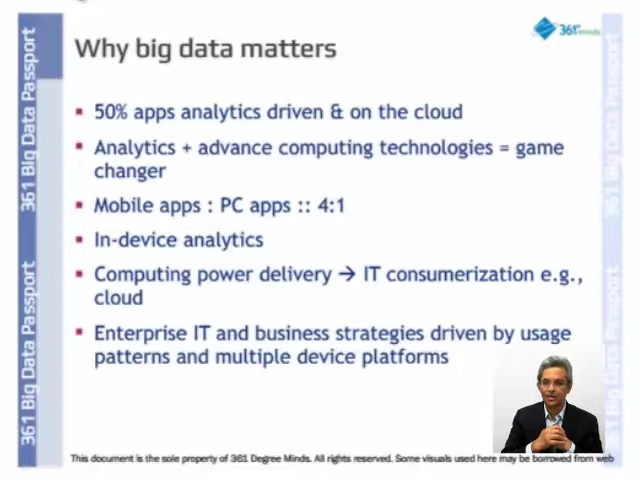 361°minds
Why big data matters
50% apps analytics driven & on the cloud
Analytics + advance computing technologies = game
changer
Mobile apps : PC apps :: 4:1
In-device analytics
Computing power delivery → IT consumerization e.g.,
cloud
Enterprise IT and business strategies driven by usage
patterns and multiple device platforms
361 Big Data Passport
361 Big Data Passport
361 Big Data Passport
361 Big Data Passport
This document is the sole property of 361 Degree Minds. All rights reserved. Some visuals used here may be borrowed from web